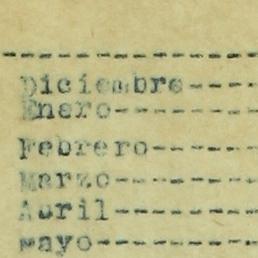 --------------------
Diciembre-----
Enero----------
Febrero--------
Marzo----------
Abril----------
Mayo-----------